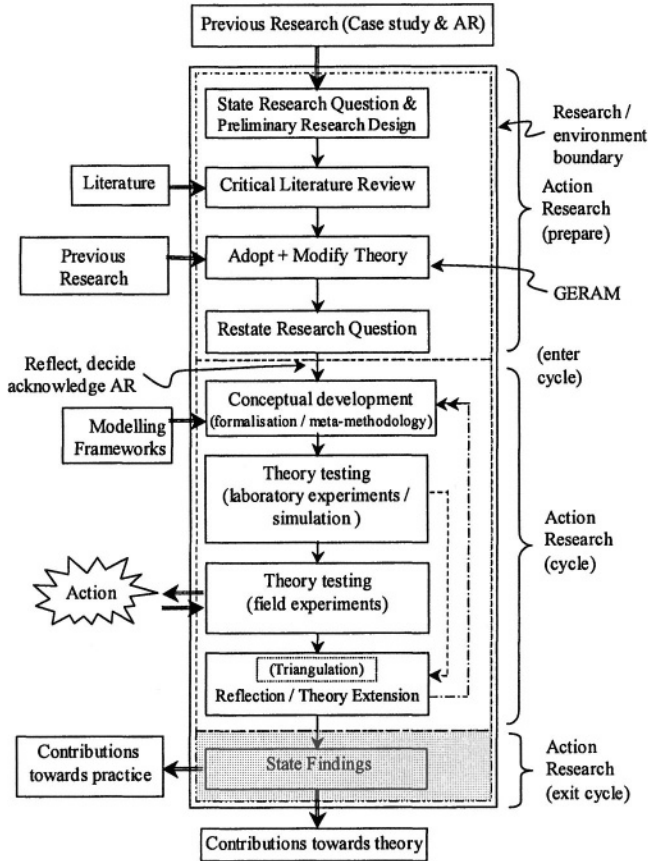 Previous Research (Case study & AR)
State Research Question &
Preliminary Research Design
Research /
environment
boundary
Literature
Critical Literature Review
Action
Research
(prepare)
Previous
Research
Adopt + Modify Theory
GERAM
Restate Research Question
Reflect, decide
acknowledge AR
(enter
cycle)
Conceptual development
(formalisation / meta-methodology)
Modelling
Frameworks
Theory testing
(laboratory experiments /
simulation )
Action
Research
(cycle)
Action
Theory testing
(field experiments)
(Triangulation)
Reflection / Theory Extension
Contributions
towards practice
State Findings
Action
Research
(exit cycle)
Contributions towards theory